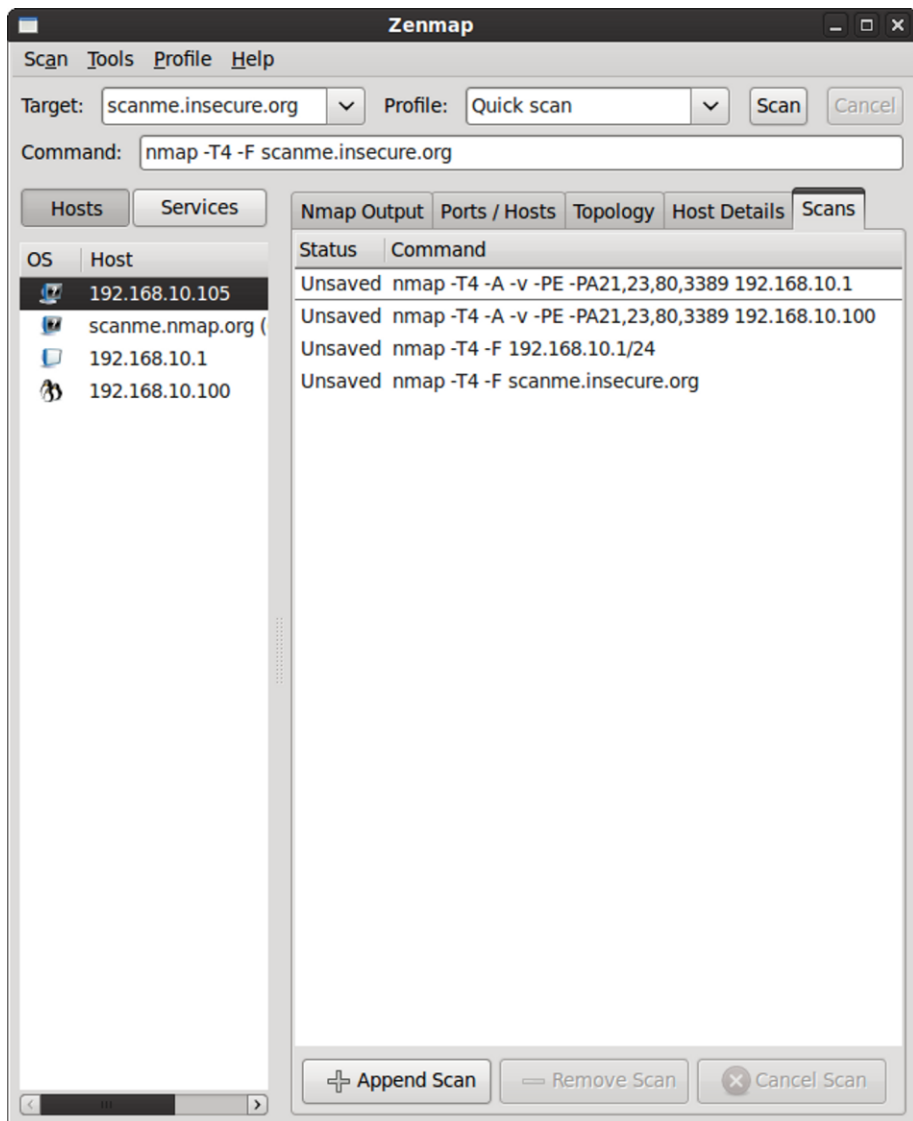 Zenmap
Scan Tools Profile Help
Target: scanme.insecure.org Profile: Quick scan Scan Cancel
Command: nmap -T4 -F scanme.insecure.org
Hosts Services
Nmap Output Ports / Hosts Topology Host Details Scans
OS Host
192.168.10.105
scanme.nmap.org (
192.168.10.1
192.168.10.100
Status Command
Unsaved nmap -T4 -A -v -PE -PA21,23,80,3389 192.168.10.1
Unsaved nmap -T4 -A -v -PE -PA21,23,80,3389 192.168.10.100
Unsaved nmap -T4 -F 192.168.10.1/24
Unsaved nmap -T4 -F scanme.insecure.org
Append Scan Remove Scan Cancel Scan